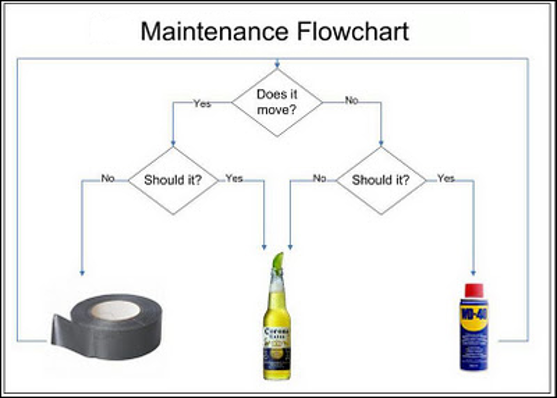 Maintenance Flowchart
Does it
move?
Yes
No
Should it?
Should it?
No
Yes
No
Yes
Corona
Extra
WD-40